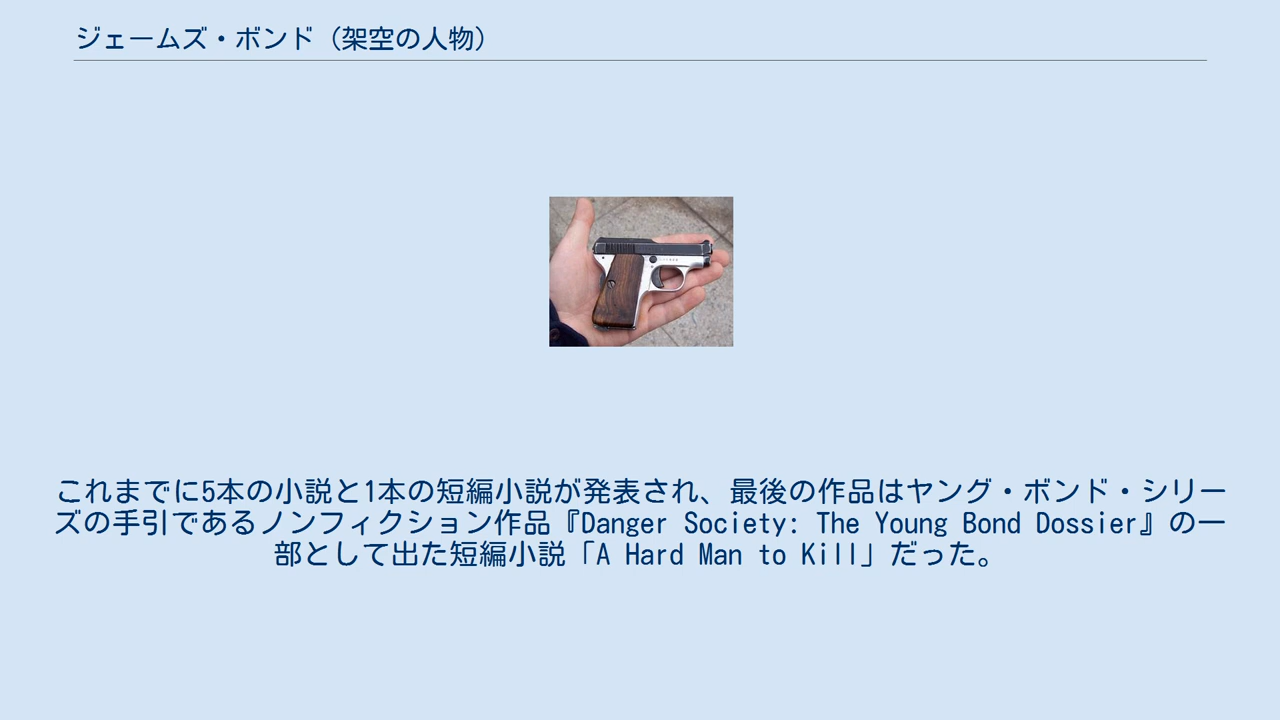 ジェームズ・ボンド（架空の人物）
これまでに5本の小説と1本の短編小説が発表され、最後の作品はヤング・ボンド・シリー
ズの手引であるノンフィクション作品『Danger Society: The Young Bond Dossier』の一
部として出た短編小説「A Hard Man to Kill」だった。